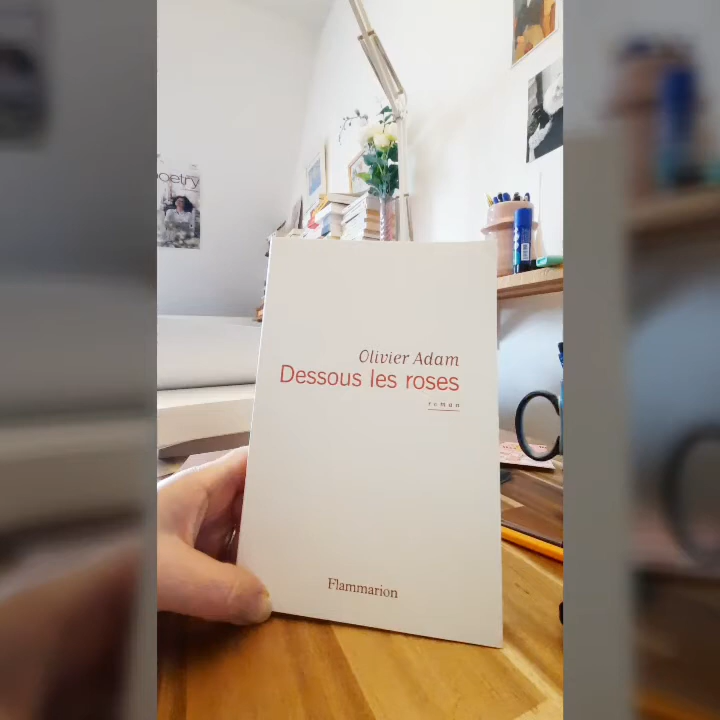 poetry
Olivier Adam
Dessous les roses
roman
Flammarion